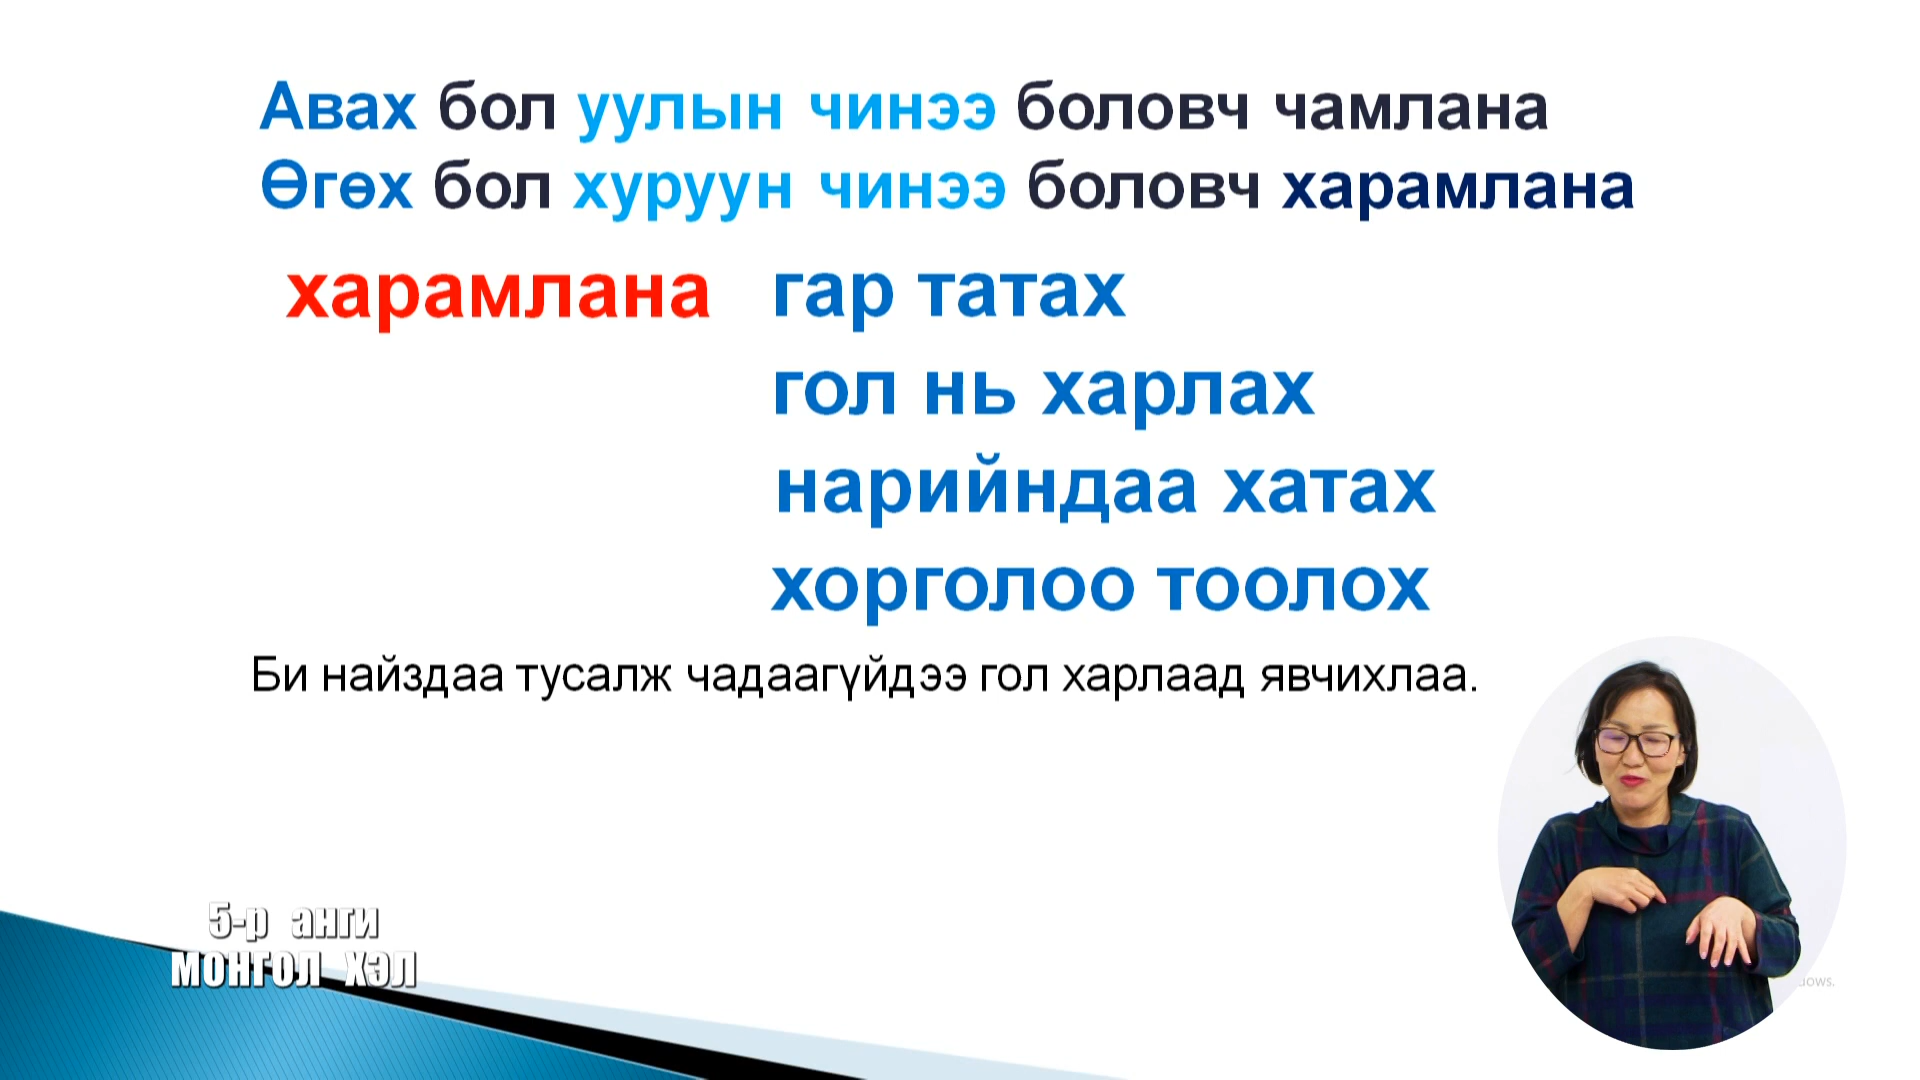 Авах бол уулын чинээ боловч чамлана
Өгөх бол хуруун чинээ боловч харамлана
харамлана гар татах
гол нь харлах
нарийндаа хатах
хорголоо тоолох
Би найздаа тусалж чадаагүйдээ гол харлаад явчихлаа.
5-р анги
МОНГОЛ ХЭЛ